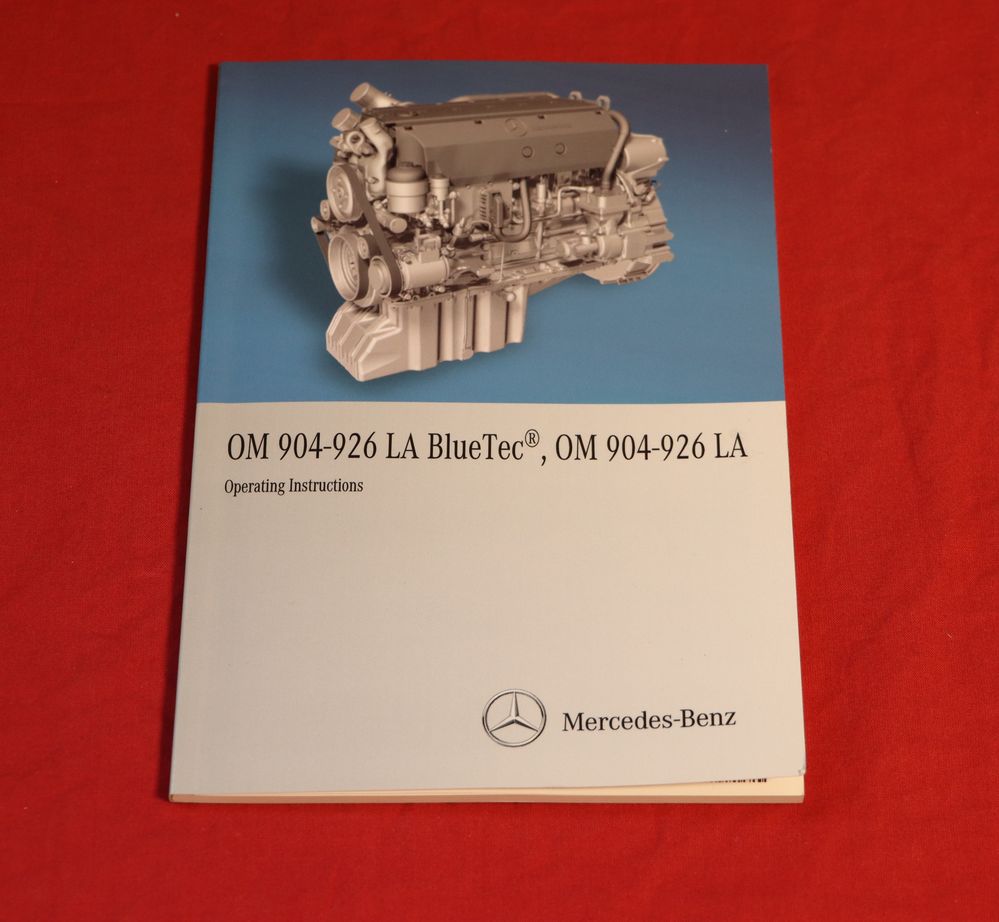 OM 904-926 LA BlueTec®, OM 904-926 LA
Operating Instructions
Mercedes-Benz